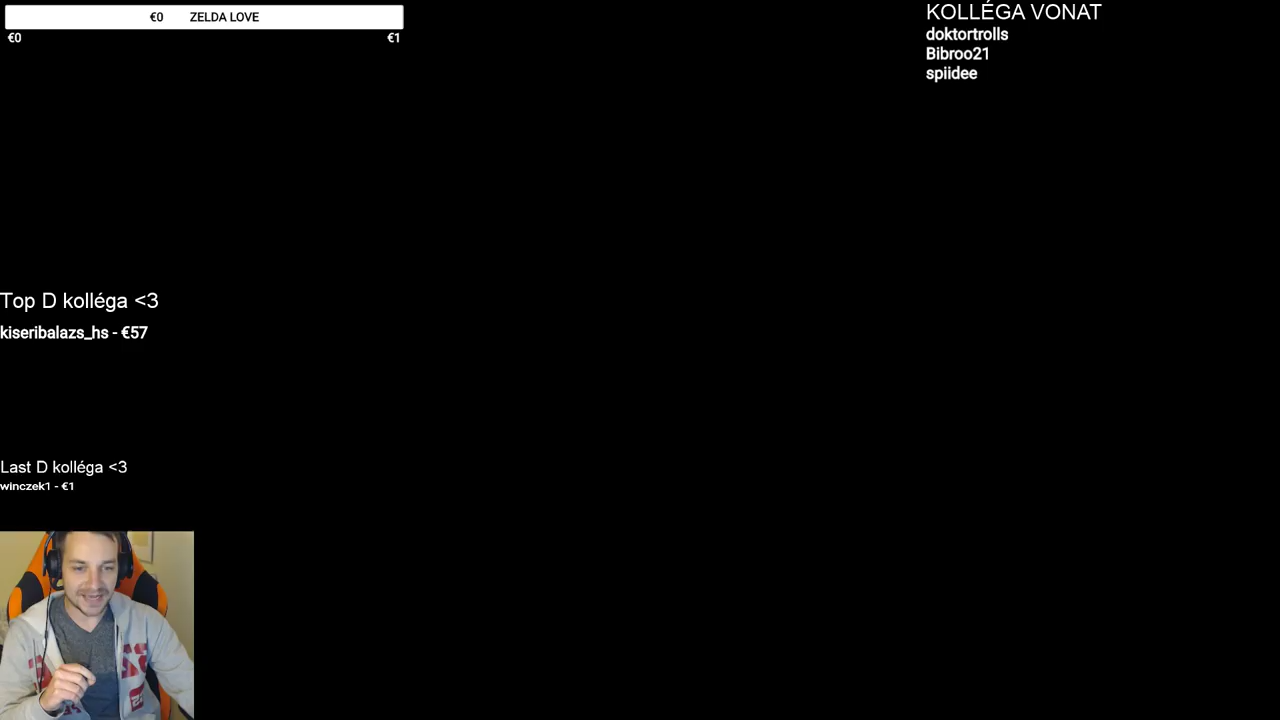 €0 ZELDA LOVE
€0 €1
KOLLÉGA VONAT
doktortrolls
Bibroo21
spiidee
Top D kolléga <3
kiseribalazs_hs - €57
Last D kolléga <3
winczek1 - €1